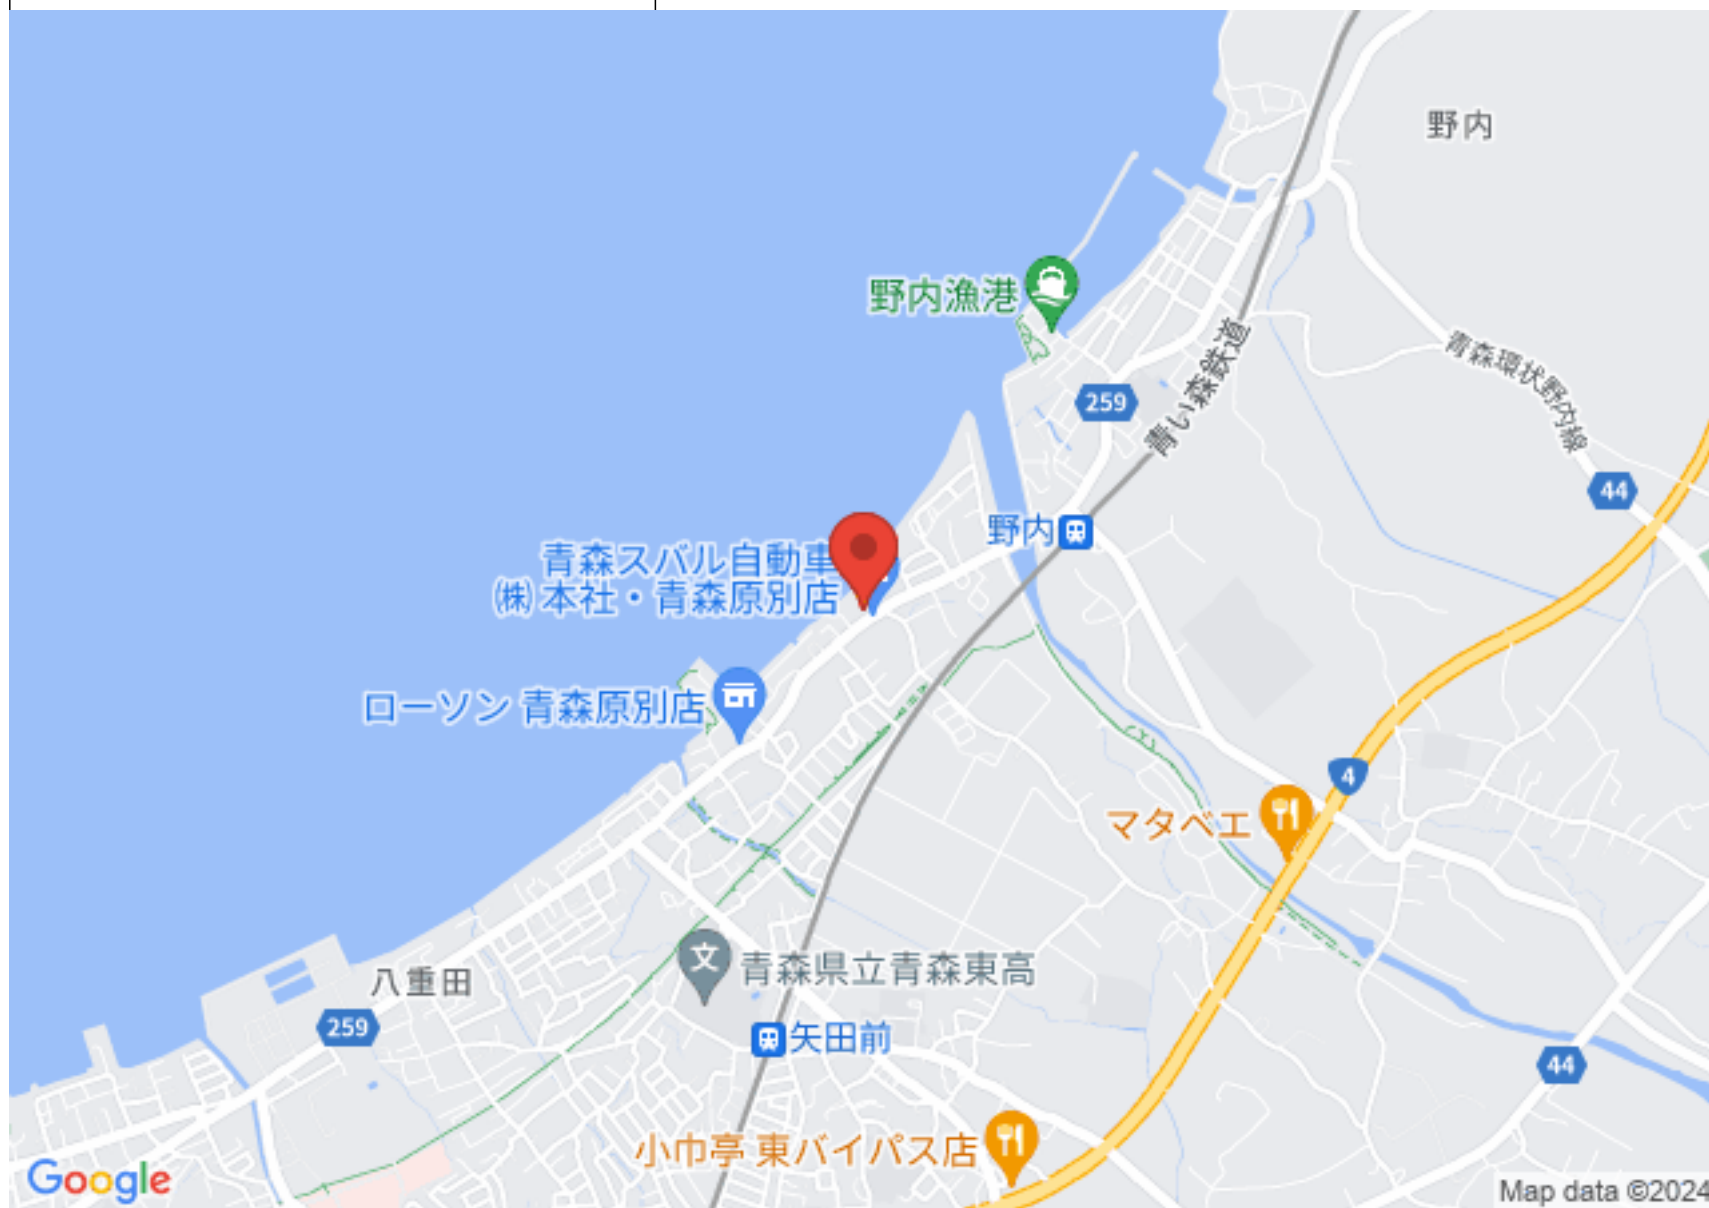 野内
野内漁港
259
青い森鉄道
青森環状野内線
44
野内
青森スバル自動車
㈱本社・青森原別店
ローソン 青森原別店
4
マタベエ
文
青森県立青森東高
八重田
259
矢田前
44
小巾亭 東バイパス店
Google
Map data ©2024